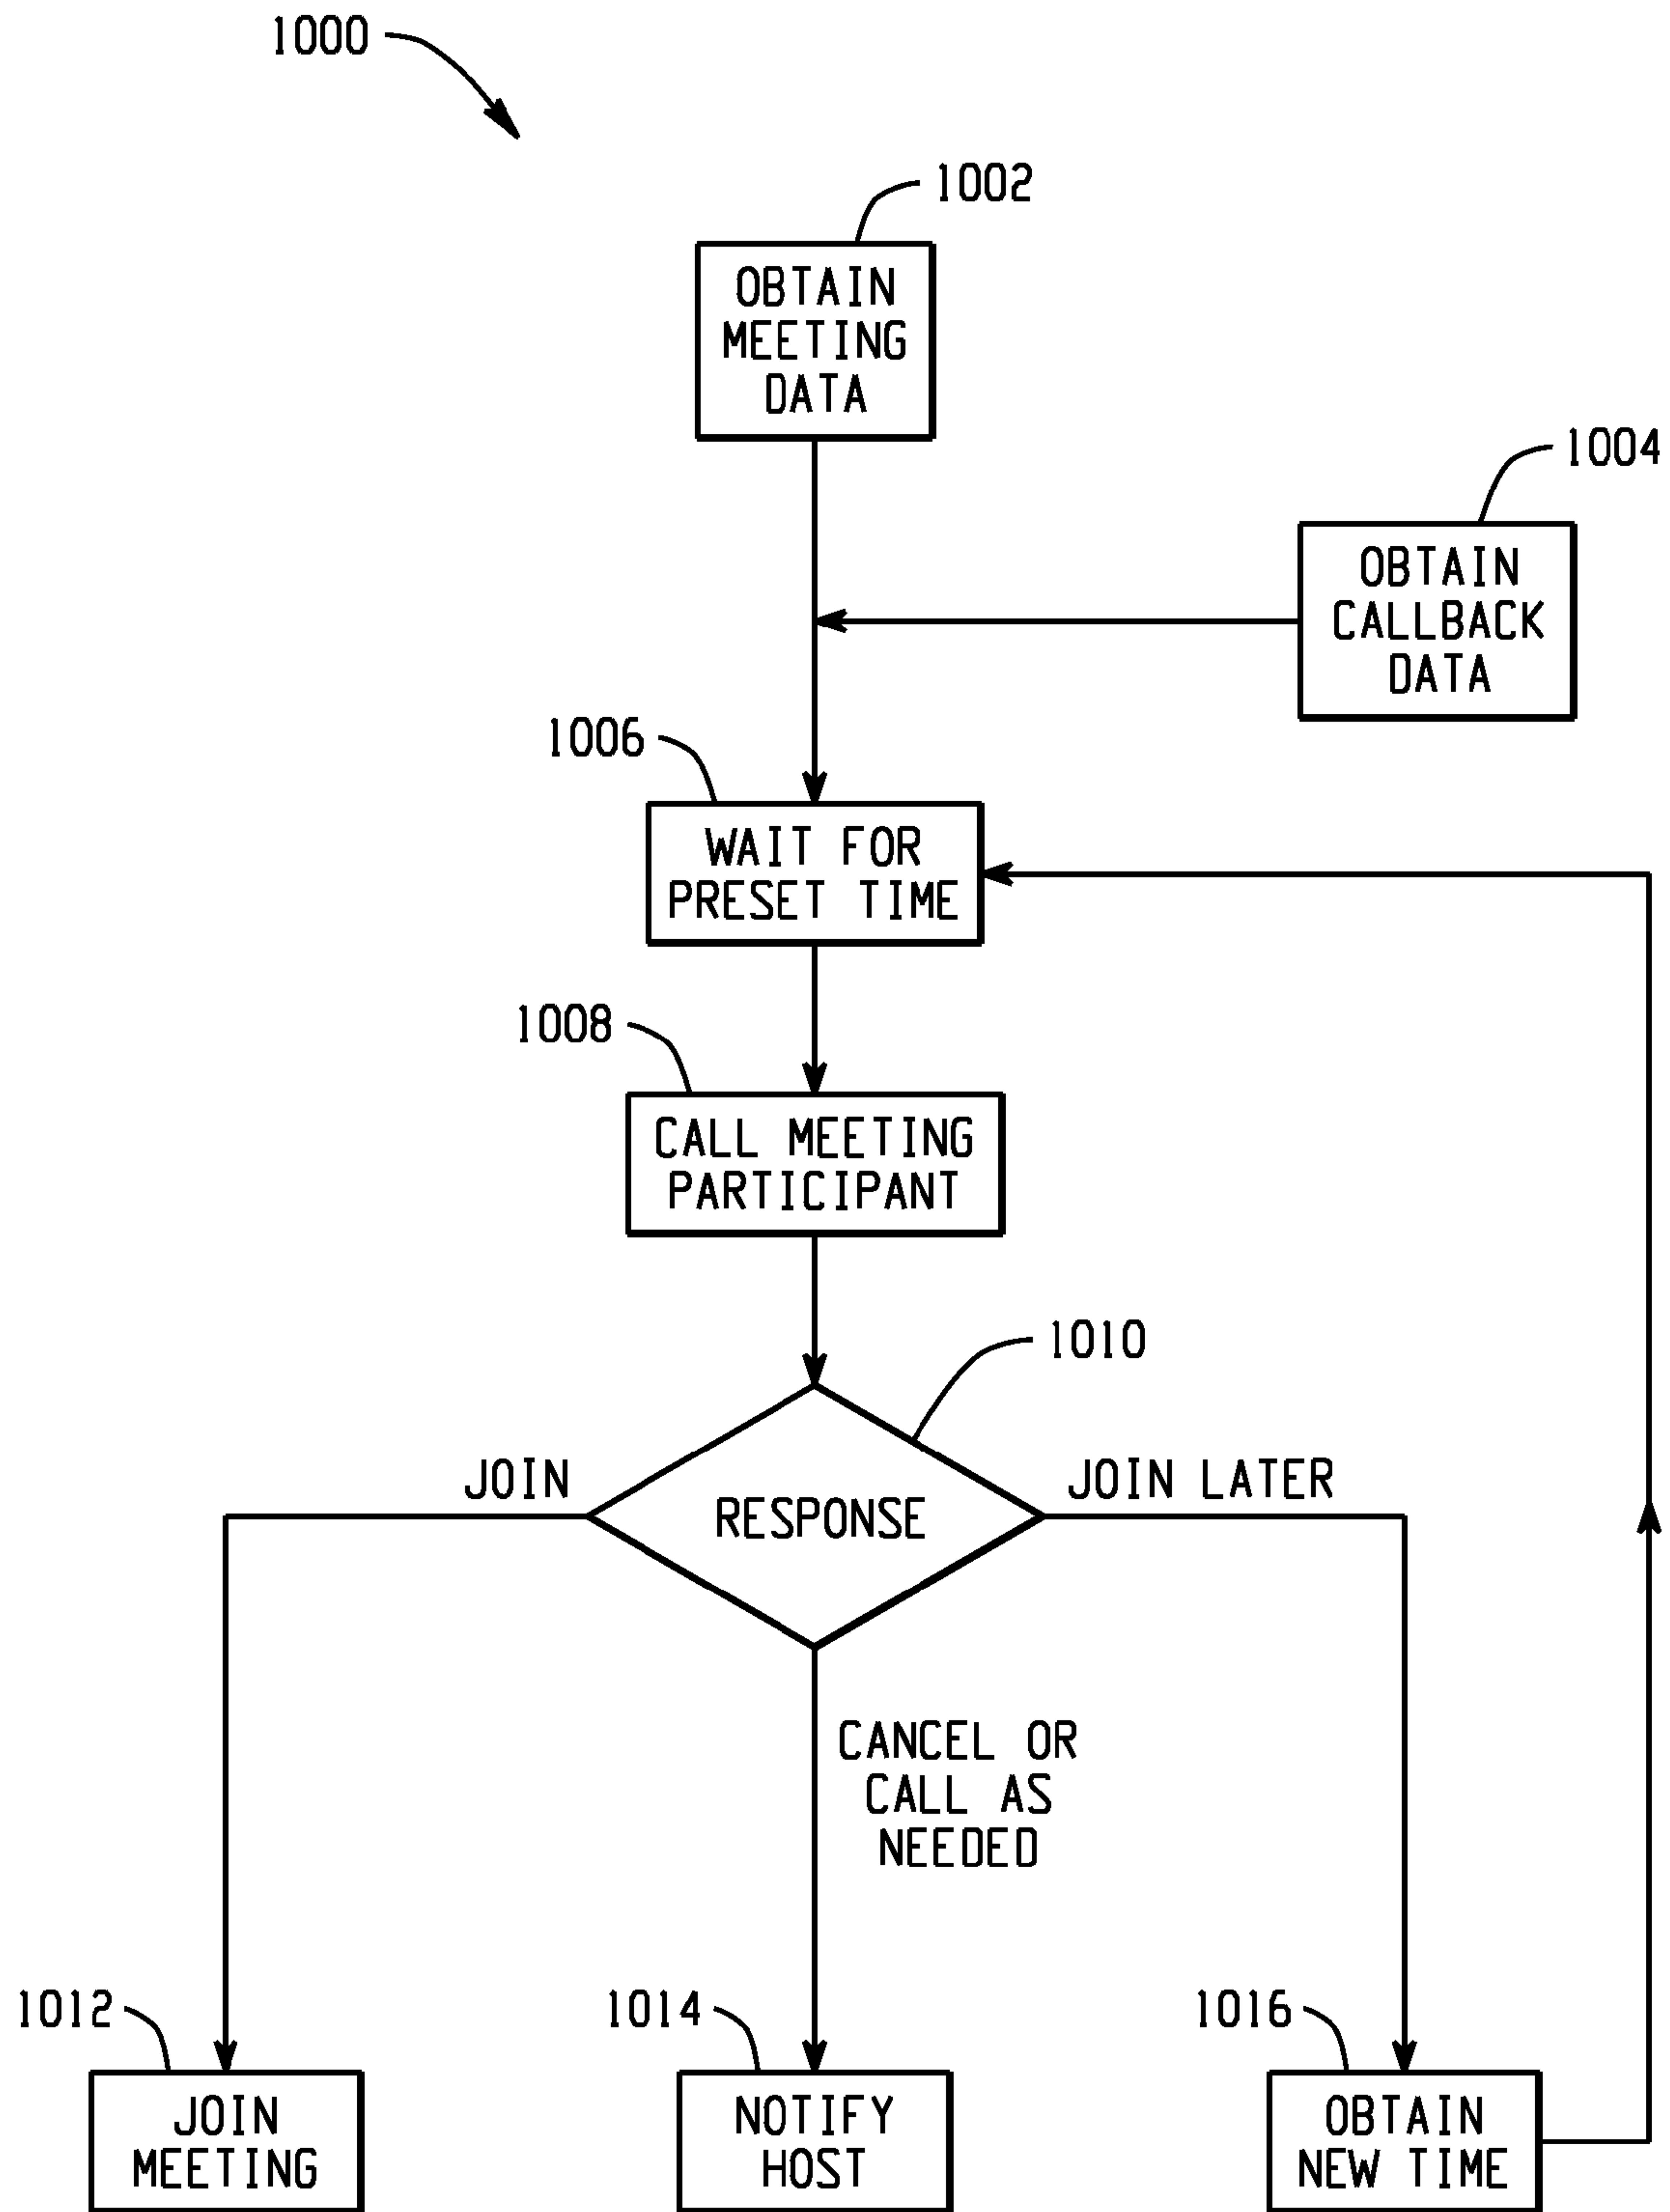 1000
1002
OBTAIN
MEETING
DATA
1004
OBTAIN
CALLBACK
DATA
1006
WAIT FOR
PRESET TIME
1008
CALL MEETING
PARTICIPANT
1010
JOIN
RESPONSE
JOIN LATER
CANCEL OR
CALL AS
NEEDED
1012
JOIN
MEETING
1014
NOTIFY
HOST
1016
OBTAIN
NEW TIME